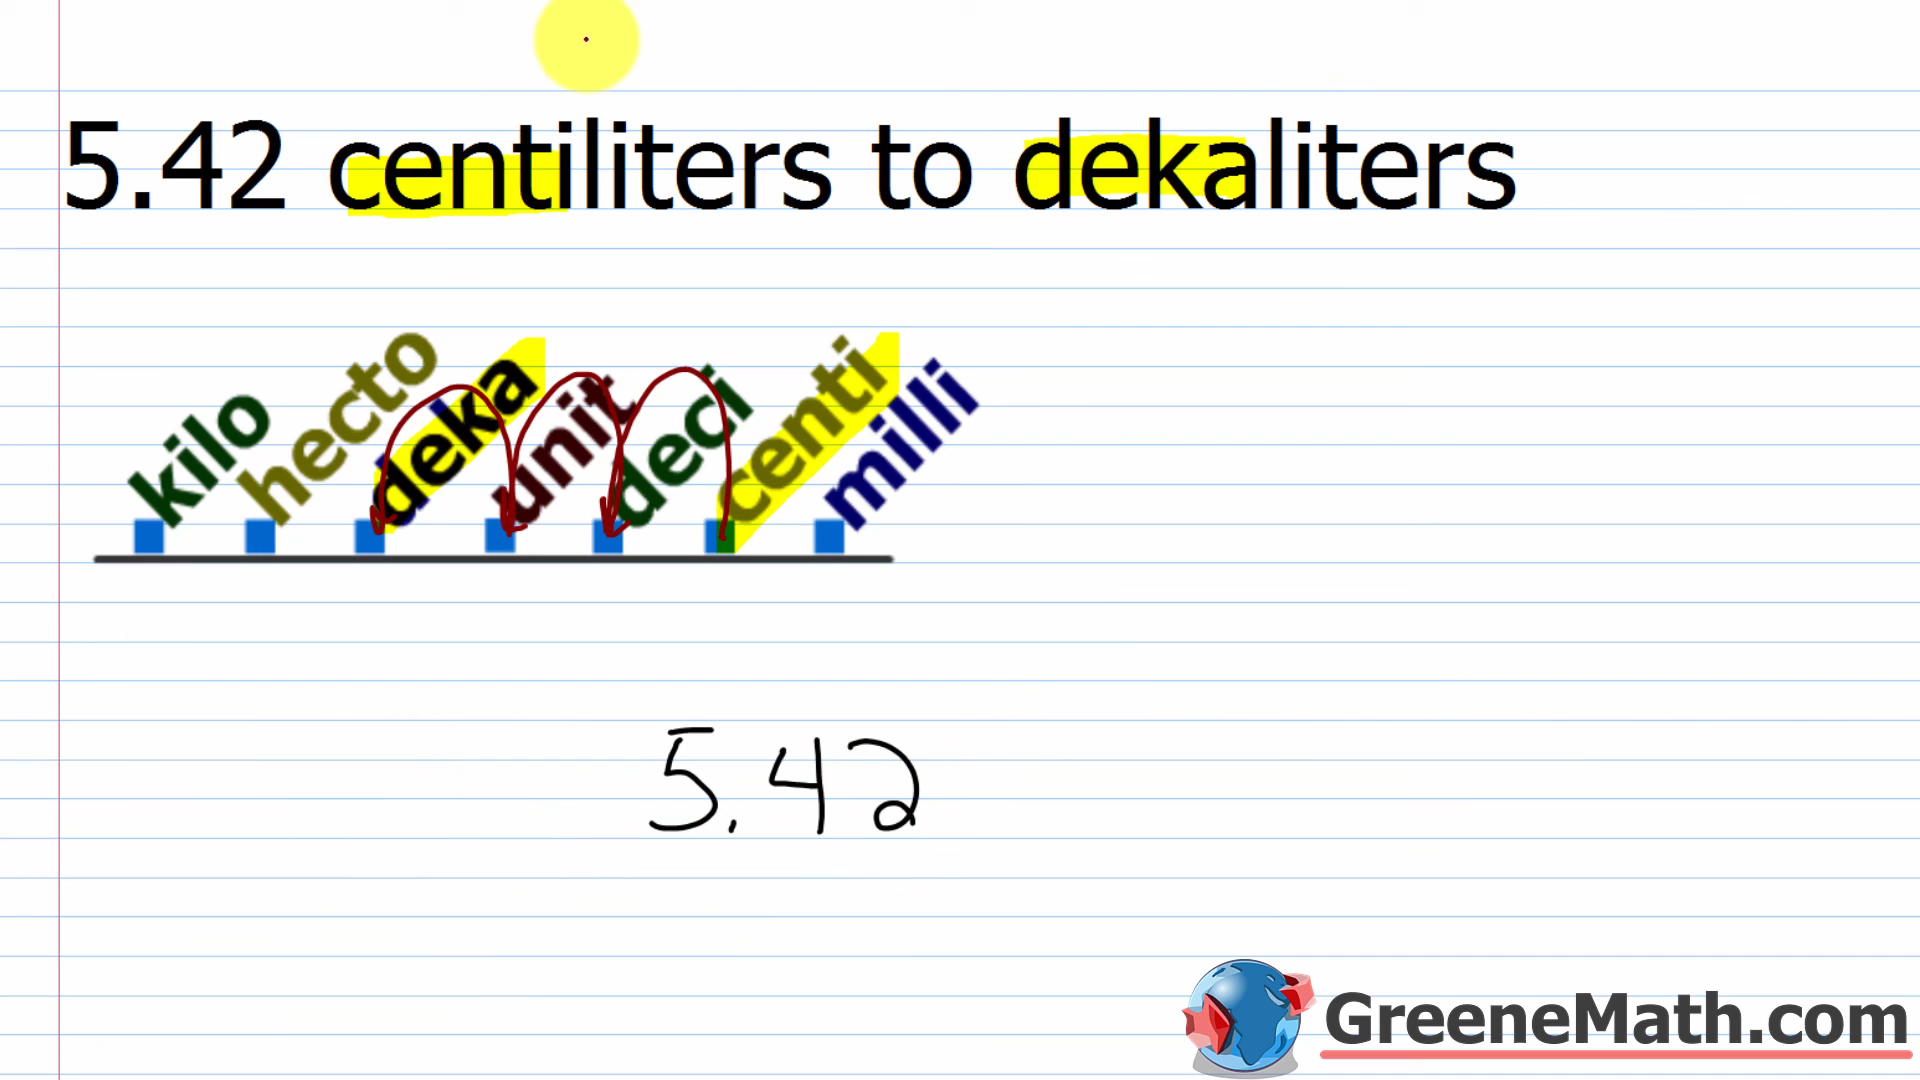 5.42 centiliters to dekaliters
kilo hecto deka unit deci centi milli
5.42
GreeneMath.com